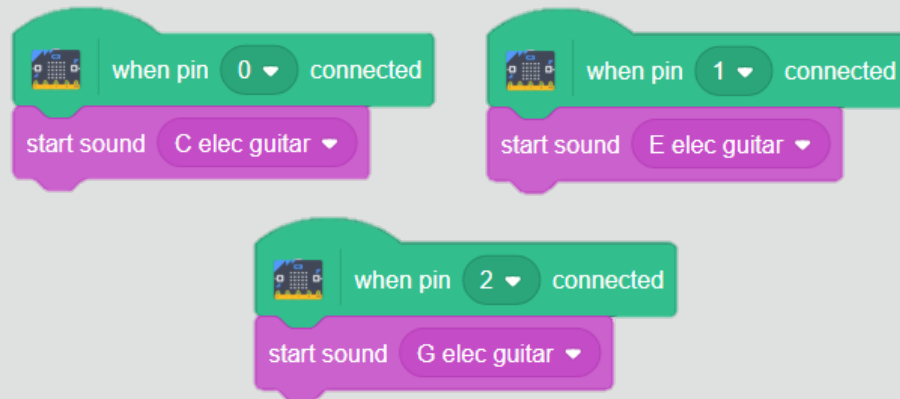 when pin 0 connected
start sound C elec guitar
when pin 1 connected
start sound E elec guitar
when pin 2 connected
start sound G elec guitar